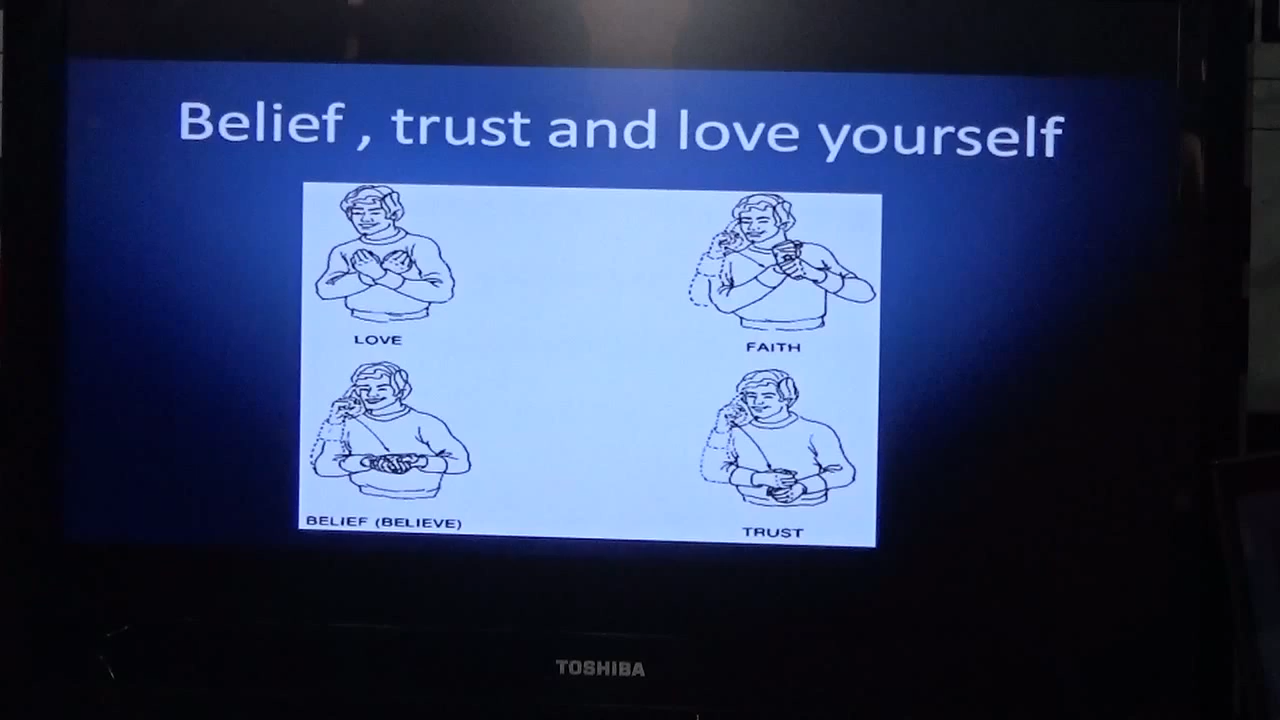 Belief , trust and love yourself
LOVE
FAITH
BELIEF (BELIEVE)
TRUST
TOSHIBA